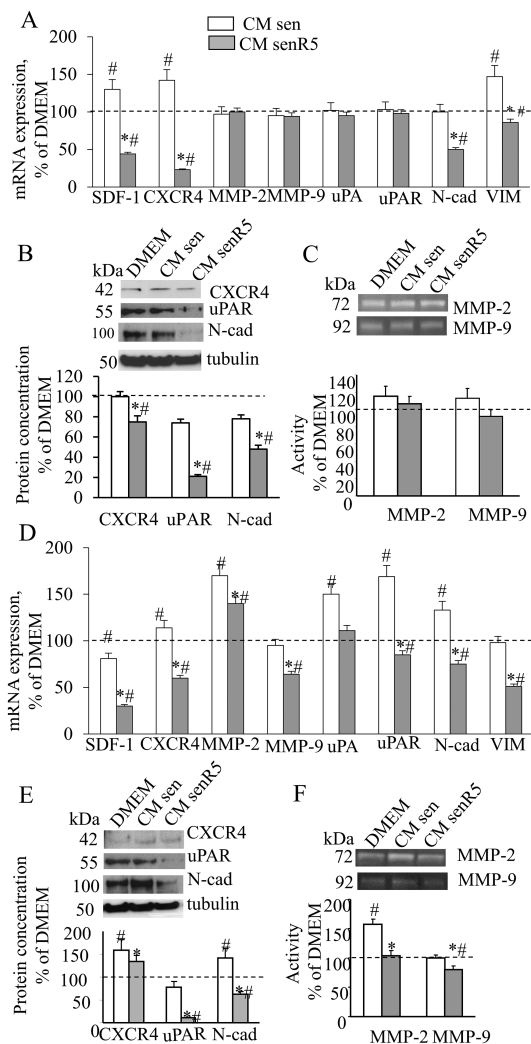 A
CM sen
CM senR5
mRNA expression,
% of DMEM
200
150
100
50
0
# # # *# *# *# *#
SDF-1 CXCR4 MMP-2 MMP-9 uPA uPAR N-cad VIM
B
DMEM CM sen CM senR5
kDa
42 CXCR4
55 uPAR
100 N-cad
50 tubulin
Protein concentration
% of DMEM
120
100
80
60
40
20
0
*# *# *#
CXCR4 uPAR N-cad
C
DMEM CM sen CM senR5
kDa
72 MMP-2
92 MMP-9
Activity
% of DMEM
140
120
100
80
60
40
20
0
MMP-2 MMP-9
D
mRNA expression,
% of DMEM
200
150
100
50
0
# # # # # # *# *# *# *# *# *# *#
SDF-1 CXCR4 MMP-2 MMP-9 uPA uPAR N-cad VIM
E
DMEM CM sen CM senR5
kDa
42 CXCR4
55 uPAR
100 N-cad
50 tubulin
Protein concentration
% of DMEM
200
150
100
50
0
# * *# # *#
CXCR4 uPAR N-cad
F
DMEM CM sen CM senR5
kDa
72 MMP-2
92 MMP-9
Activity
% of DMEM
200
150
100
50
0
# * *#
MMP-2 MMP-9